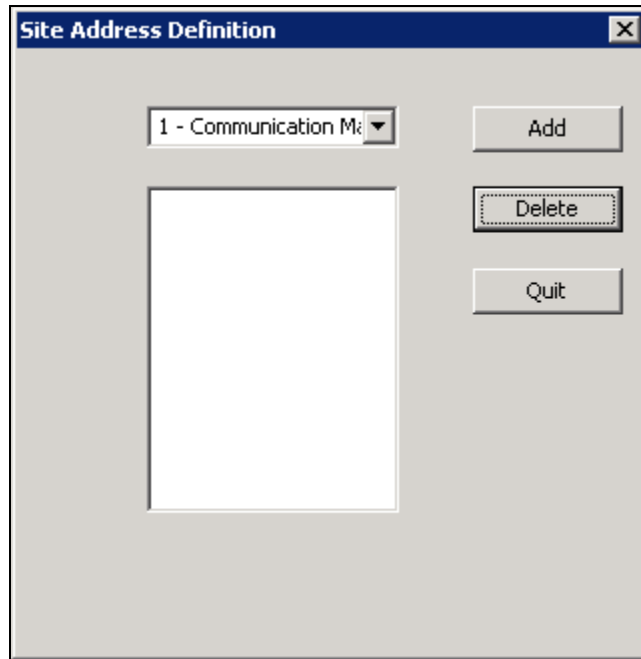 Site Address Definition
1 - Communication Ma
Add
Delete
Quit